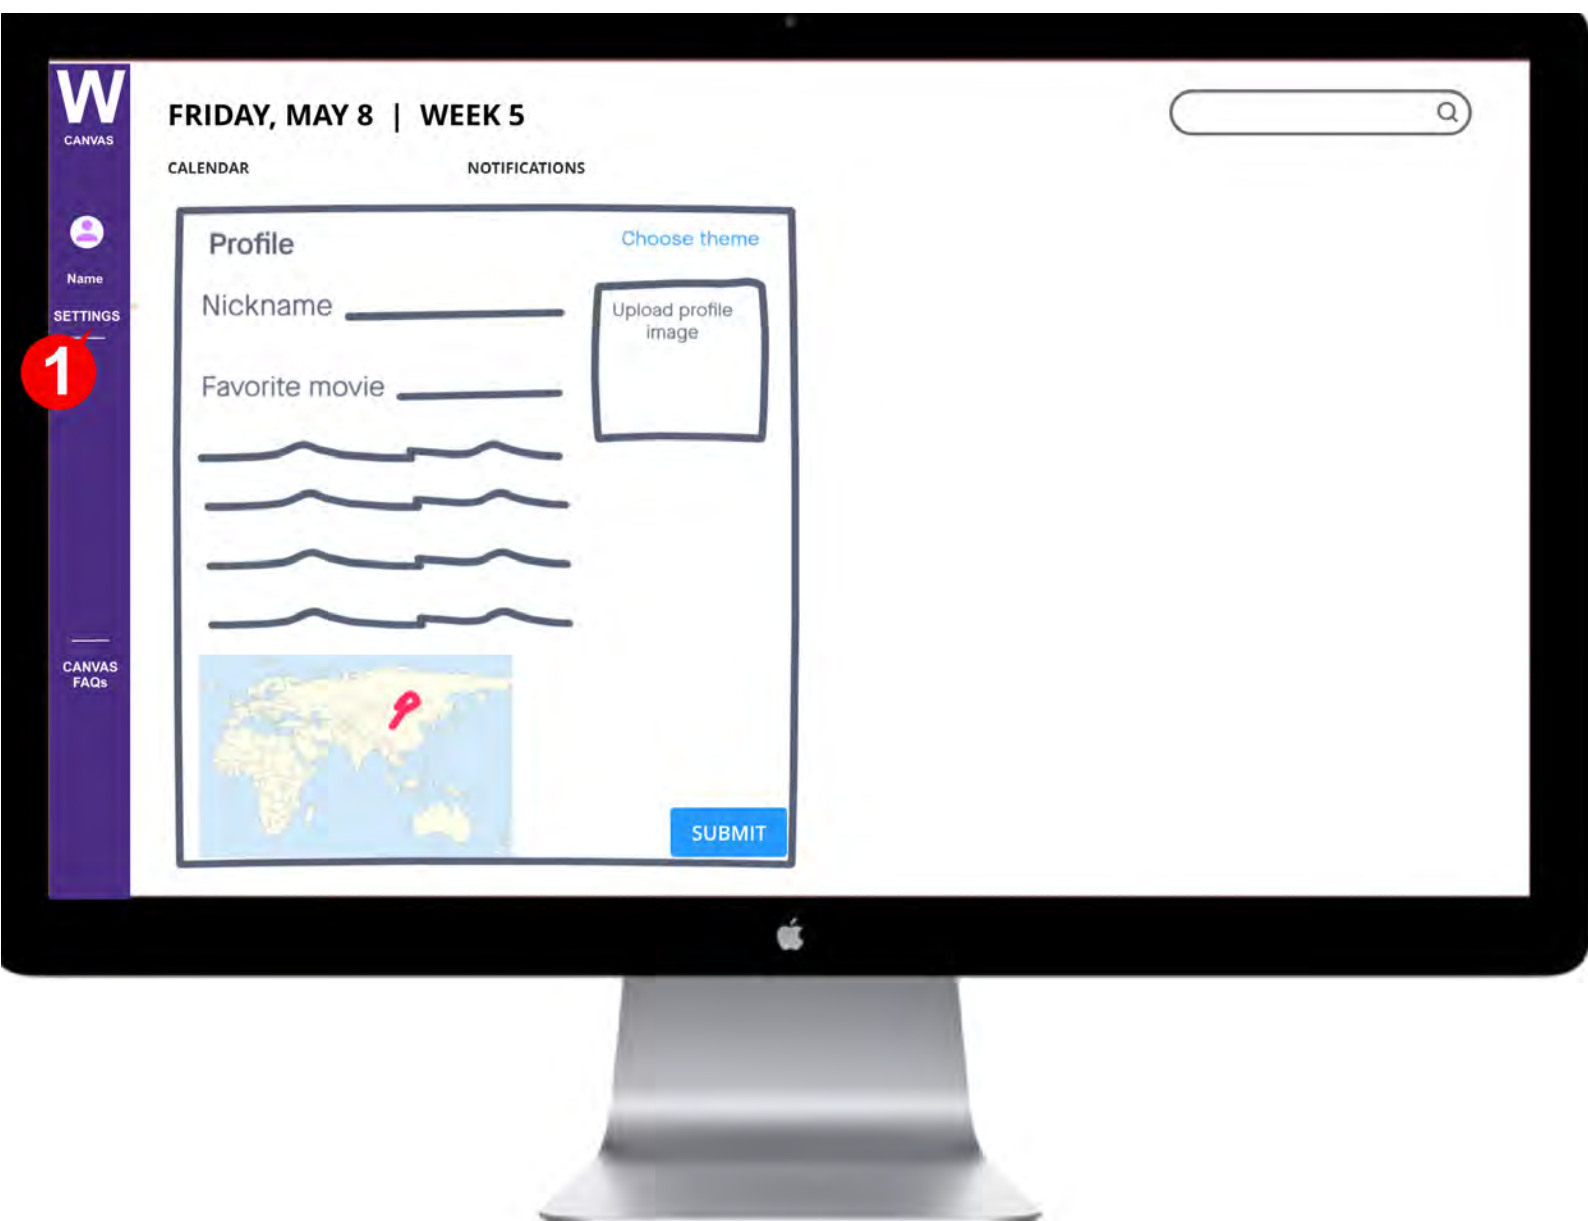 W
CANVAS
FRIDAY, MAY 8 | WEEK 5
CALENDAR
NOTIFICATIONS
Name
SETTINGS
1
Profile
Choose theme
Nickname
Upload profile
image
Favorite movie
CANVAS
FAQs
SUBMIT